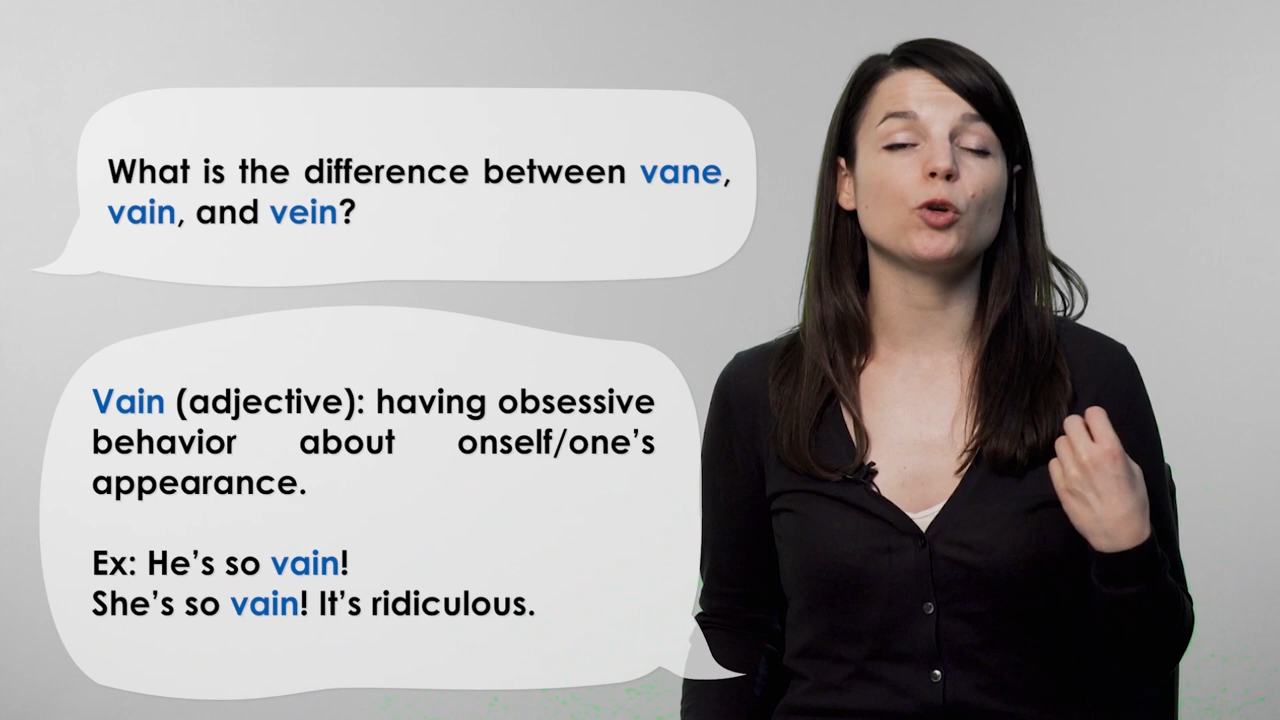 What is the difference between vane,
vain, and vein?
Vain (adjective): having obsessive
behavior about onself/one's
appearance.
Ex: He's so vain!
She's so vain! It's ridiculous.